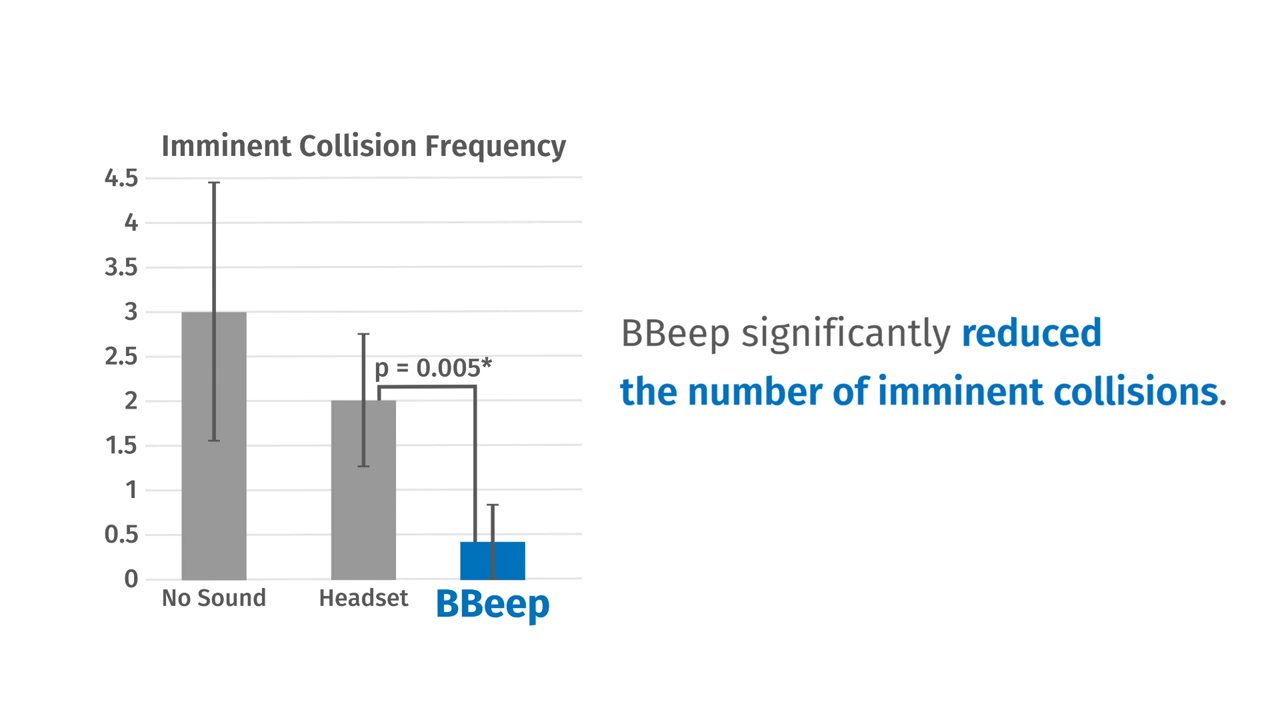 Imminent Collision Frequency
4.5
4
3.5
3
2.5
2
1.5
1
0.5
0
p = 0.005*
No Sound
Headset
BBeep
BBeep significantly reduced
the number of imminent collisions.